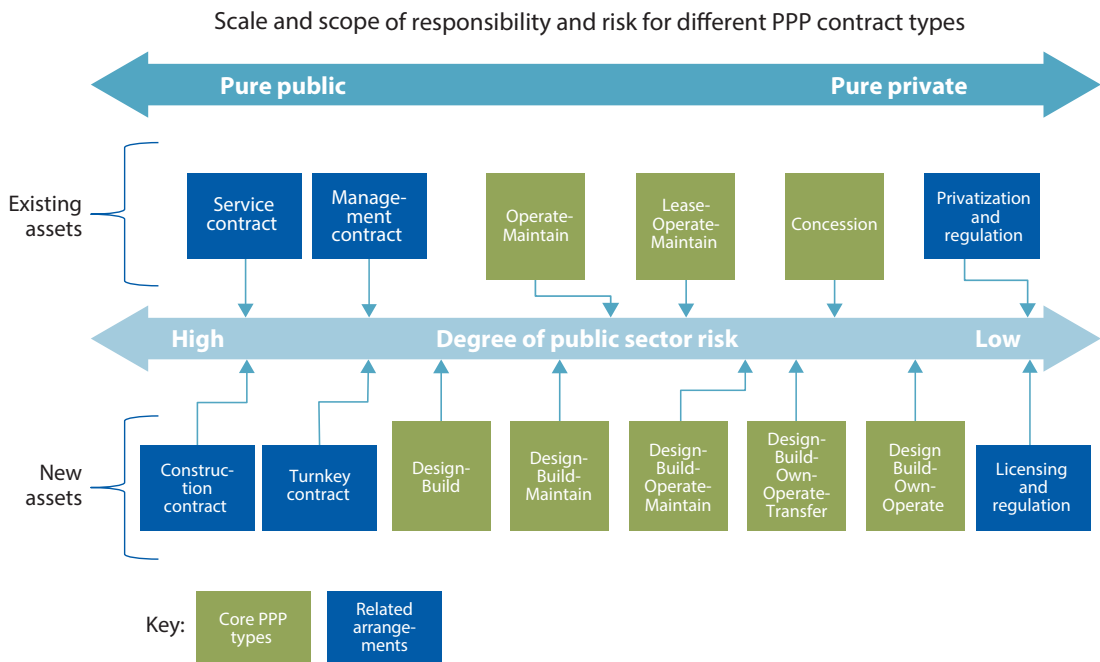 Scale and scope of responsibility and risk for different PPP contract types
Pure public
Pure private
Existing
assets
Service
contract
Manage-
ment
contract
Operate-
Maintain
Lease-
Operate-
Maintain
Concession
Privatization
and
regulation
High
Degree of public sector risk
Low
New
assets
Construc-
tion
contract
Turnkey
contract
Design-
Build
Design-
Build-
Maintain
Design-
Build-
Operate-
Maintain
Design-
Build-
Own-
Operate-
Transfer
Design
Build-
Own-
Operate
Licensing
and
regulation
Key:
Core PPP
types
Related
arrange-
ments